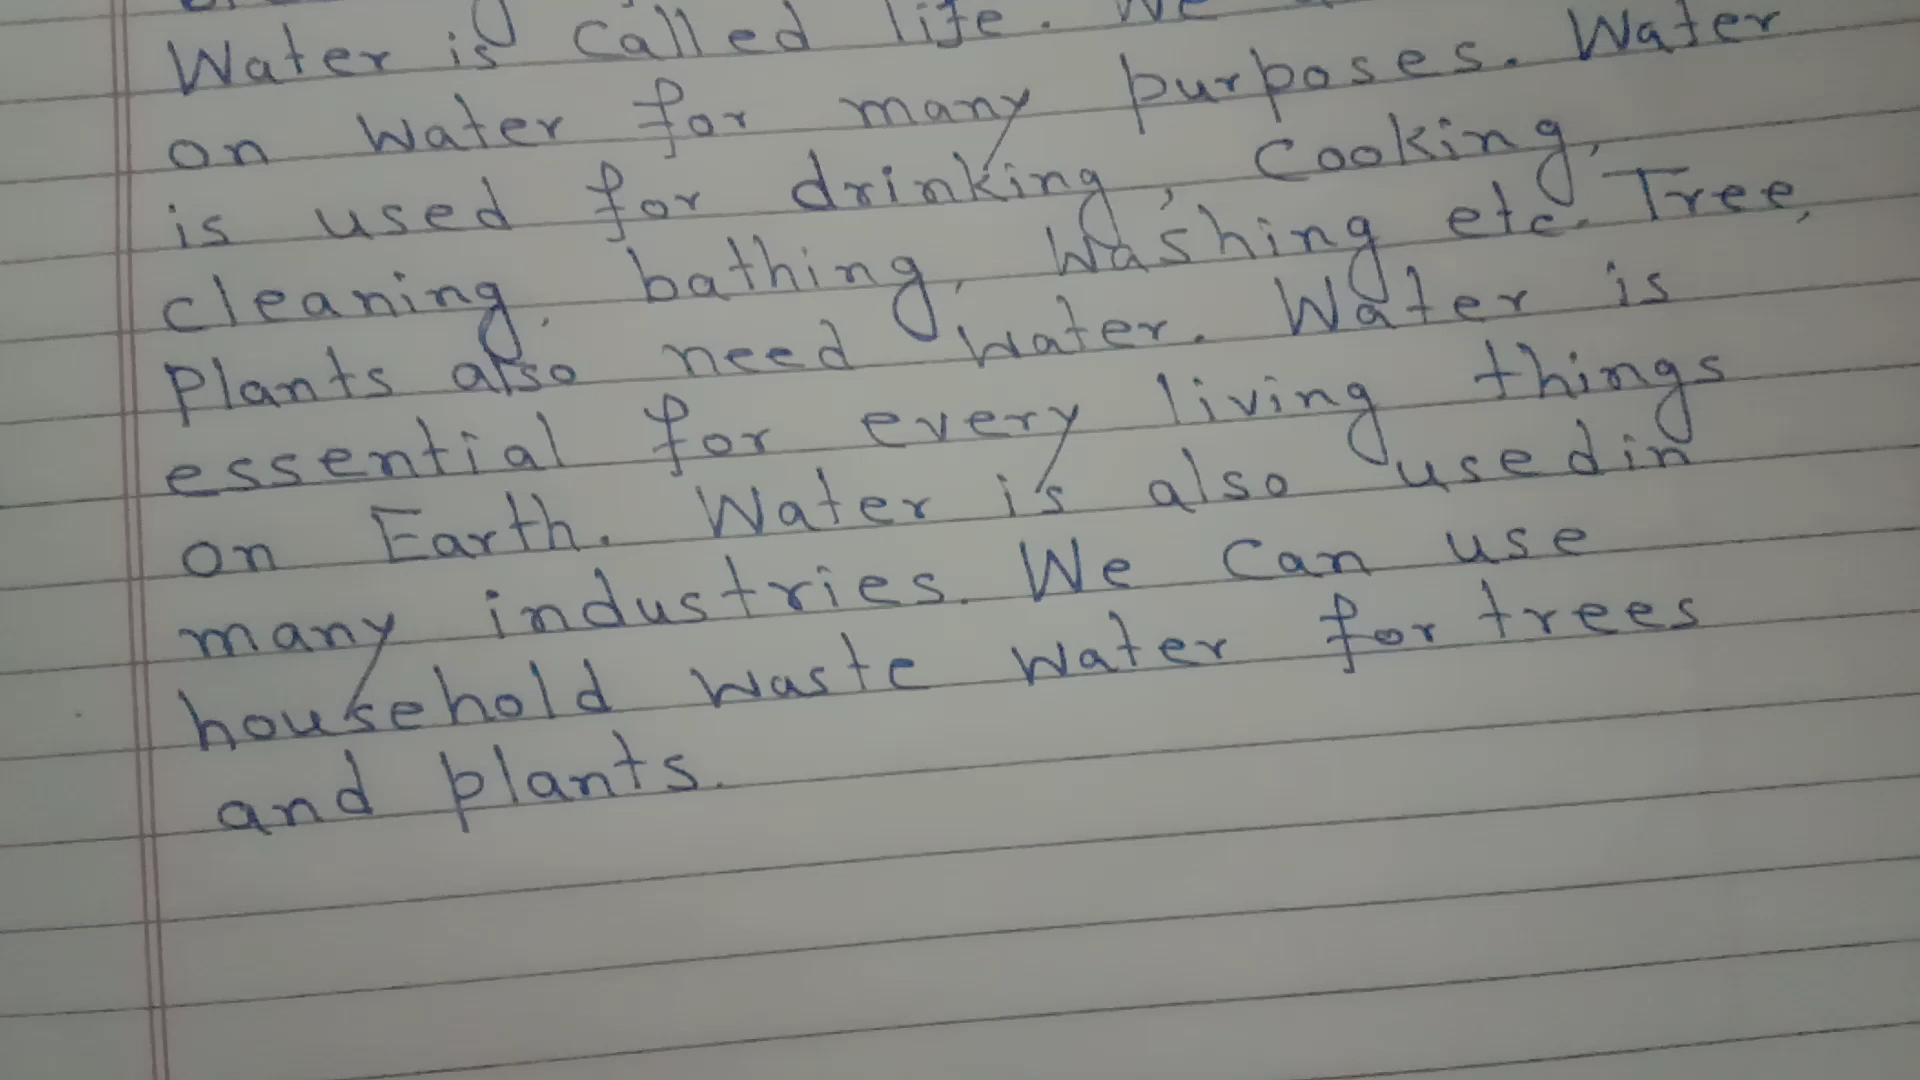 Water is called life. We
on water for many purposes. Water
is used for drinking, cooking,
cleaning, bathing, washing etc. Tree,
plants also need water. Water is
essential for every living things
on Earth. Water is also used in
many industries. We can use
household waste water for trees
and plants.